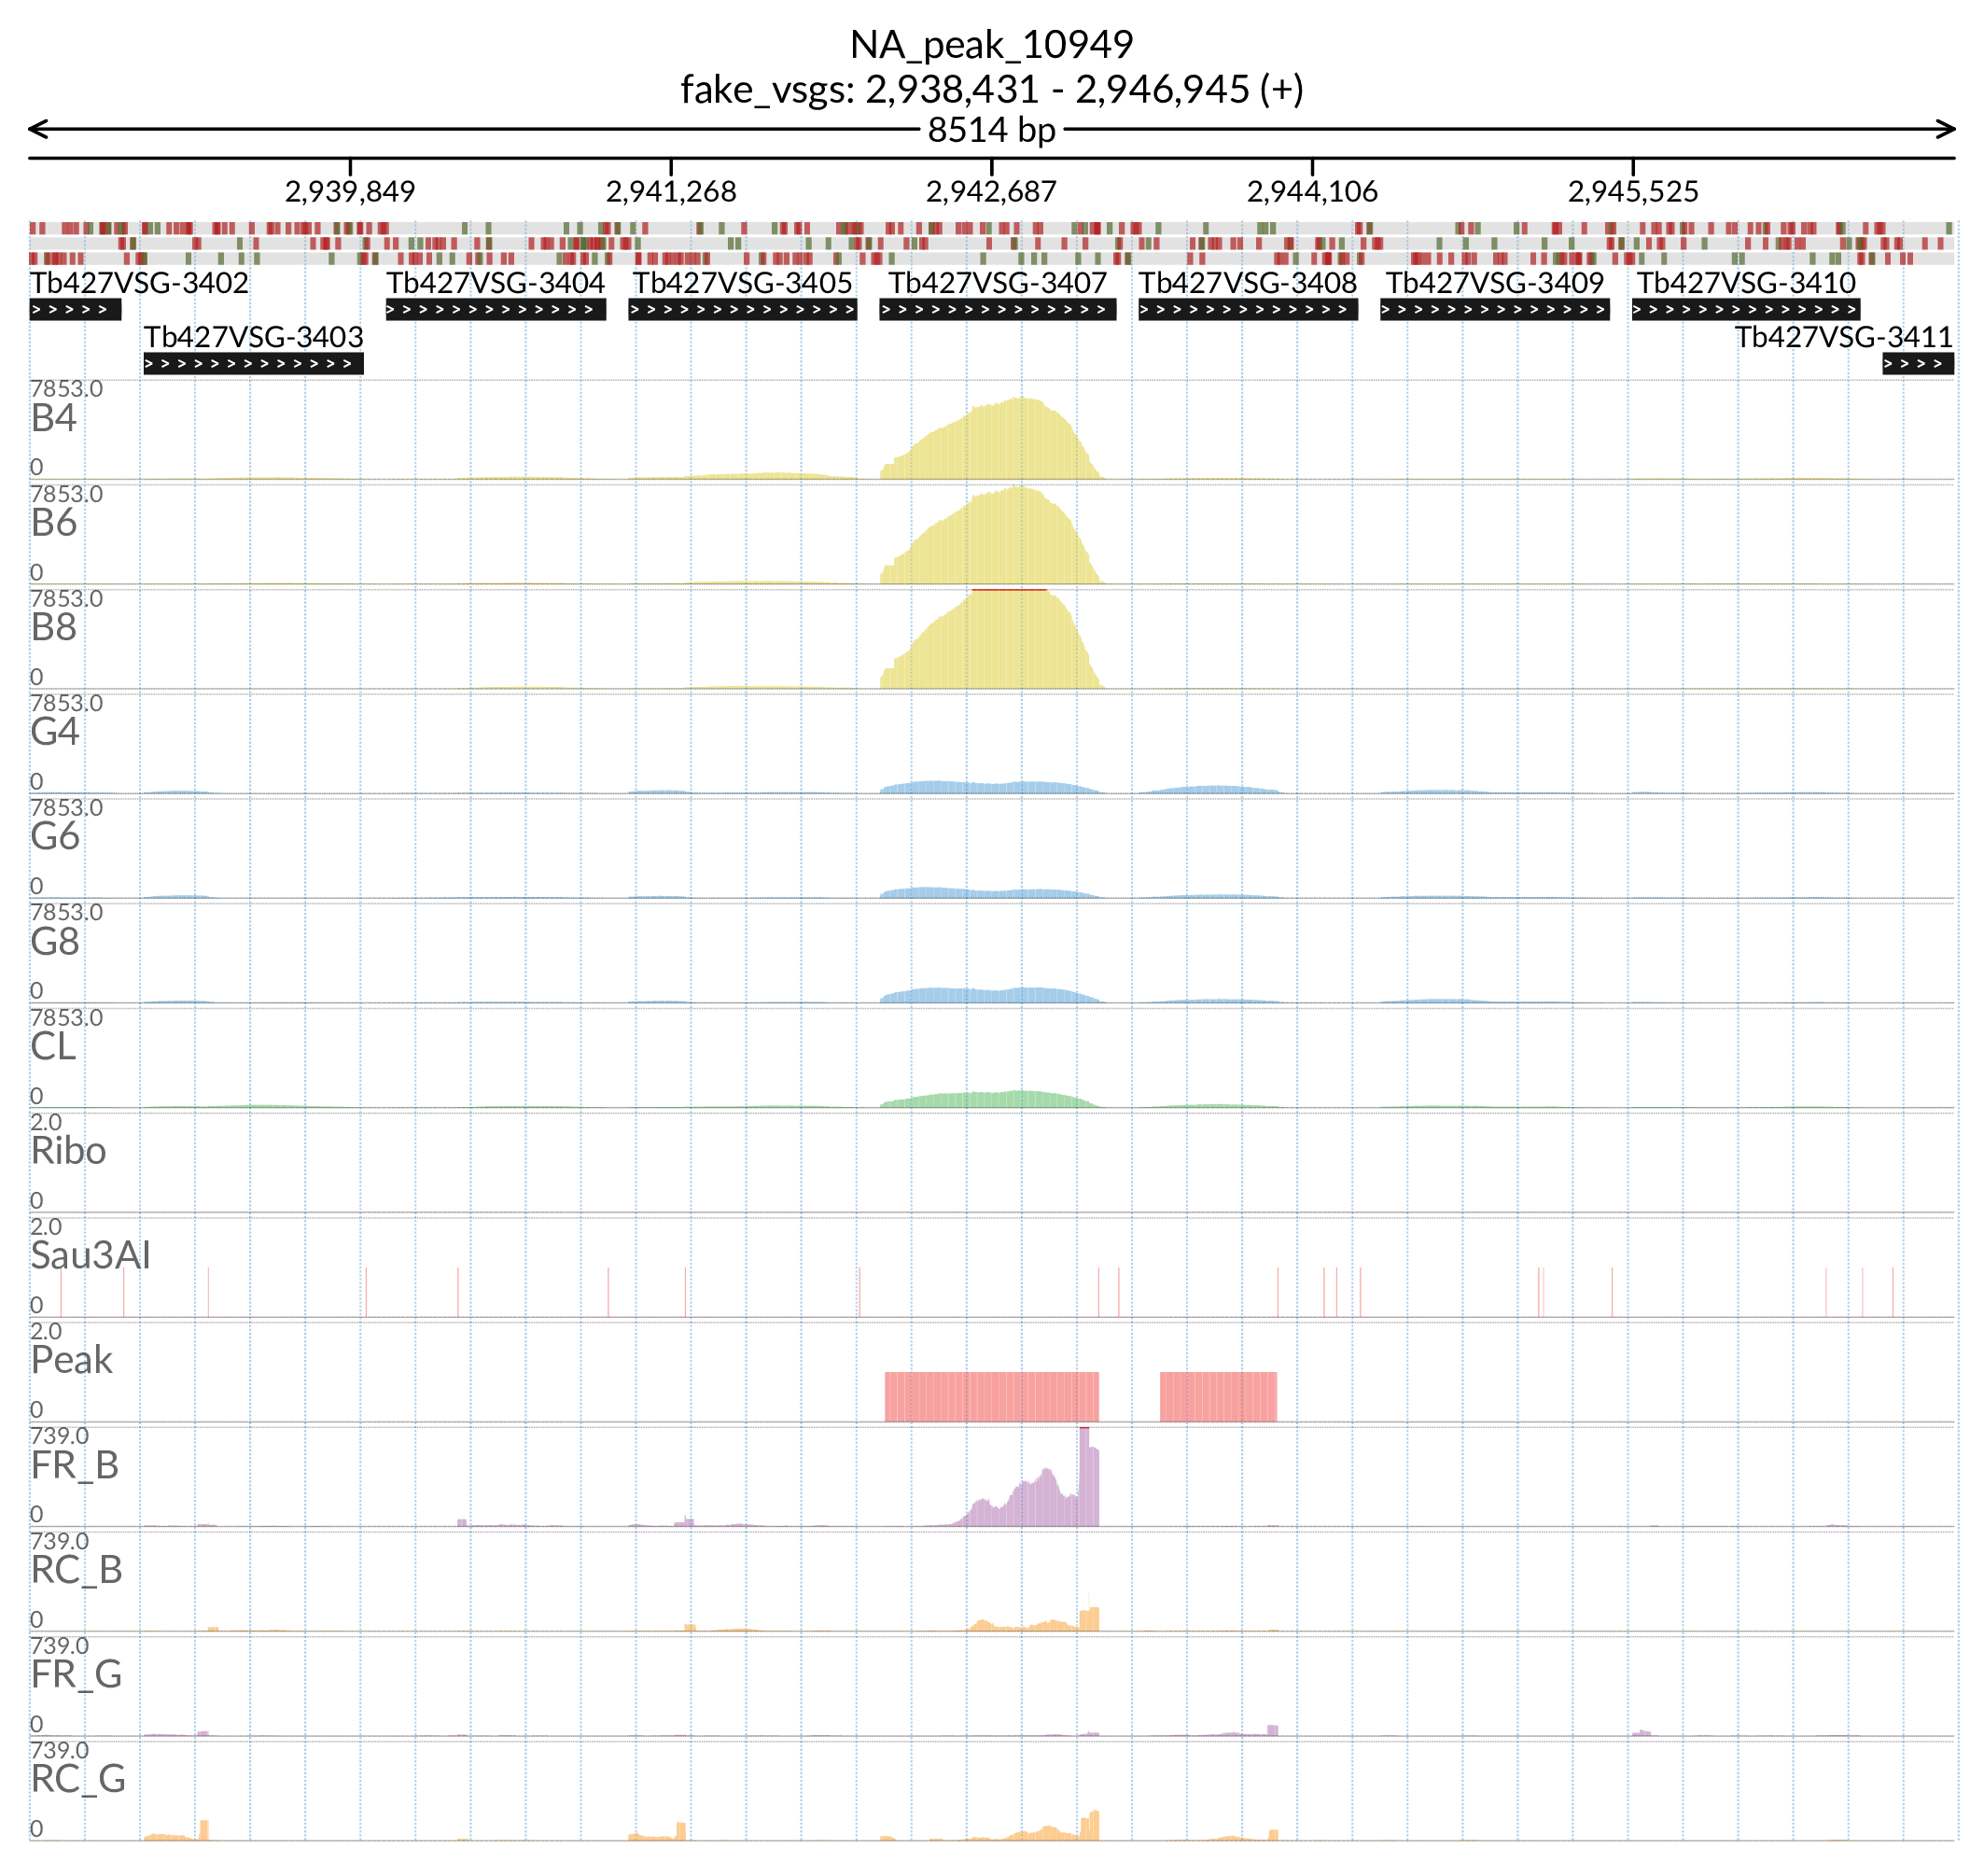 NA_peak_10949
fake_vsgs: 2,938,431 - 2,946,945 (+)
8514 bp
2,939,849 2,941,268 2,942,687 2,944,106 2,945,525
Tb427VSG-3402 Tb427VSG-3404 Tb427VSG-3405 Tb427VSG-3407 Tb427VSG-3408 Tb427VSG-3409 Tb427VSG-3410
Tb427VSG-3403 Tb427VSG-3411
7853.0
B4
0
7853.0
B6
0
7853.0
B8
0
7853.0
G4
0
7853.0
G6
0
7853.0
G8
0
7853.0
CL
0
2.0
Ribo
0
2.0
Sau3AI
0
2.0
Peak
0
739.0
FR_B
0
739.0
RC_B
0
739.0
FR_G
0
739.0
RC_G
0